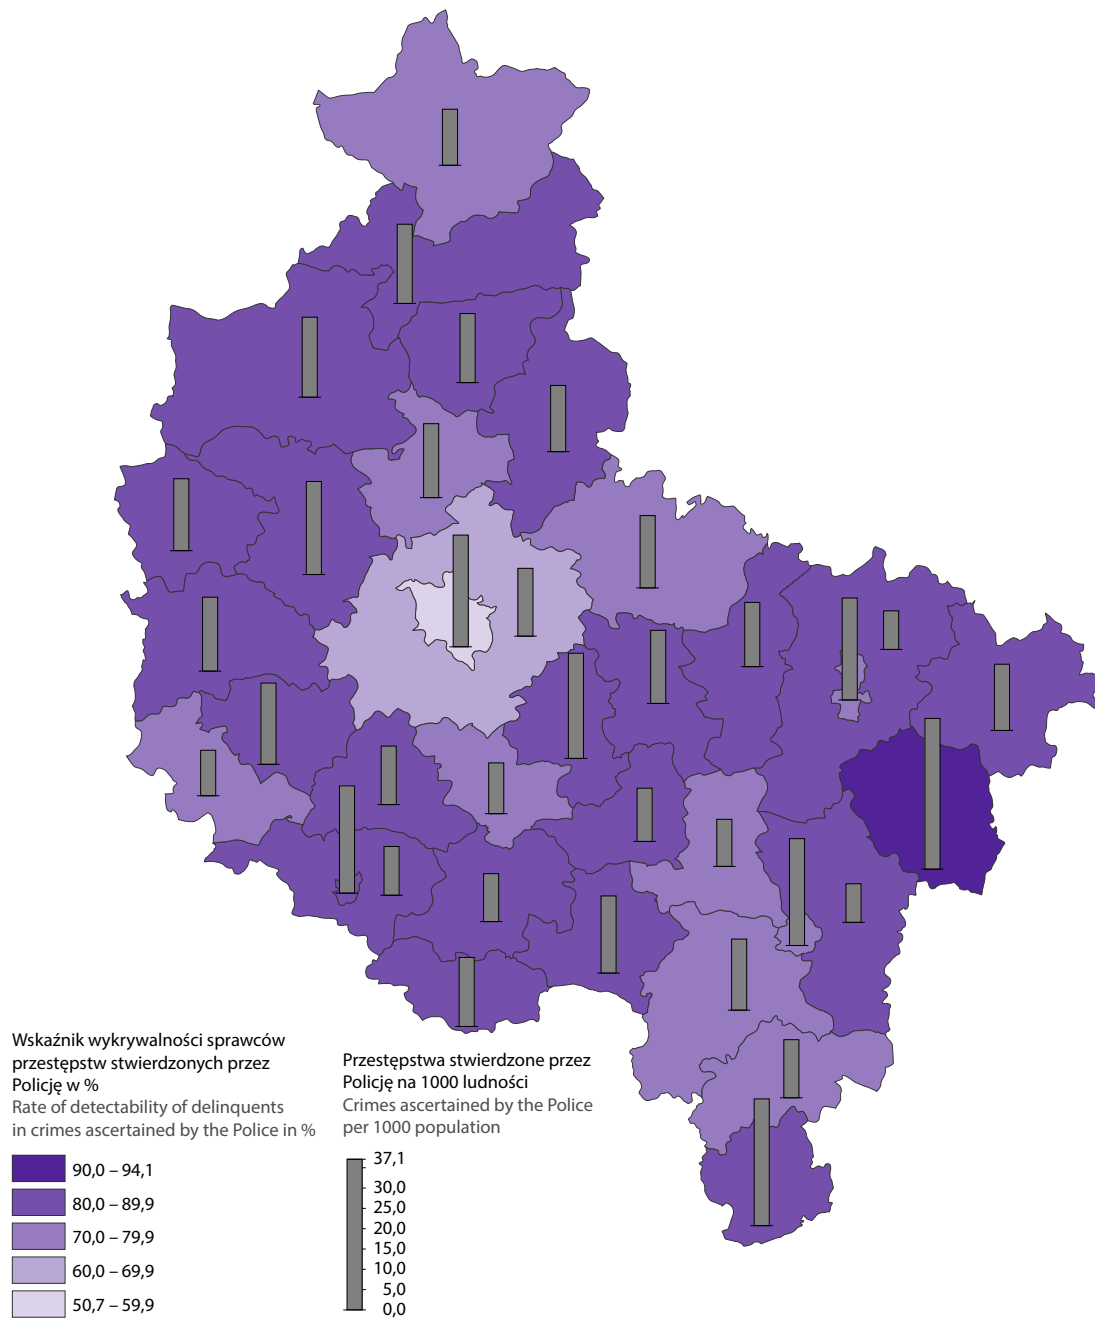 Wskaźnik wykrywalności sprawców
przestępstw stwierdzonych przez
Policję w %
Rate of detectability of delinquents
in crimes ascertained by the Police in %
90,0 – 94,1
80,0 – 89,9
70,0 – 79,9
60,0 – 69,9
50,7 – 59,9
Przestępstwa stwierdzone przez
Policję na 1000 ludności
Crimes ascertained by the Police
per 1000 population
37,1
30,0
25,0
20,0
15,0
10,0
5,0
0,0